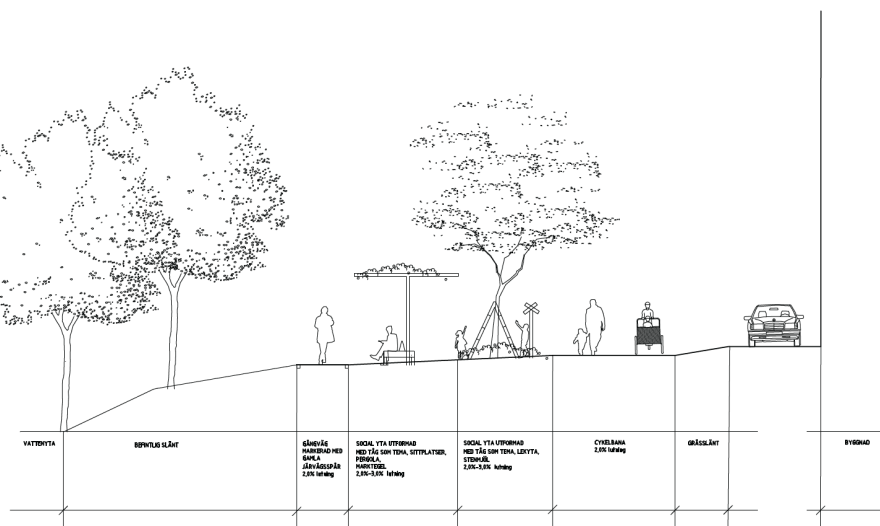 VATTENYTA
BEFINTLIG SLÄNT
GÅNGVÄG
MARKERAD MED
GAMLA
JÄRVÄGSSPÅR
2,0% lutning
SOCIAL YTA UTFORMAD
MED TÅG SOM TEMA, SITTPLATSER,
PERGOLA,
MARKTEGEL
2,0%-3,0% lutning
SOCIAL YTA UTFORMAD
MED TÅG SOM TEMA, LEKYTA,
STENMJÖL
2,0%-3,0% lutning
CYKELBANA
2,0% lutning
GRÄSSLÄNT
BYGGNAD